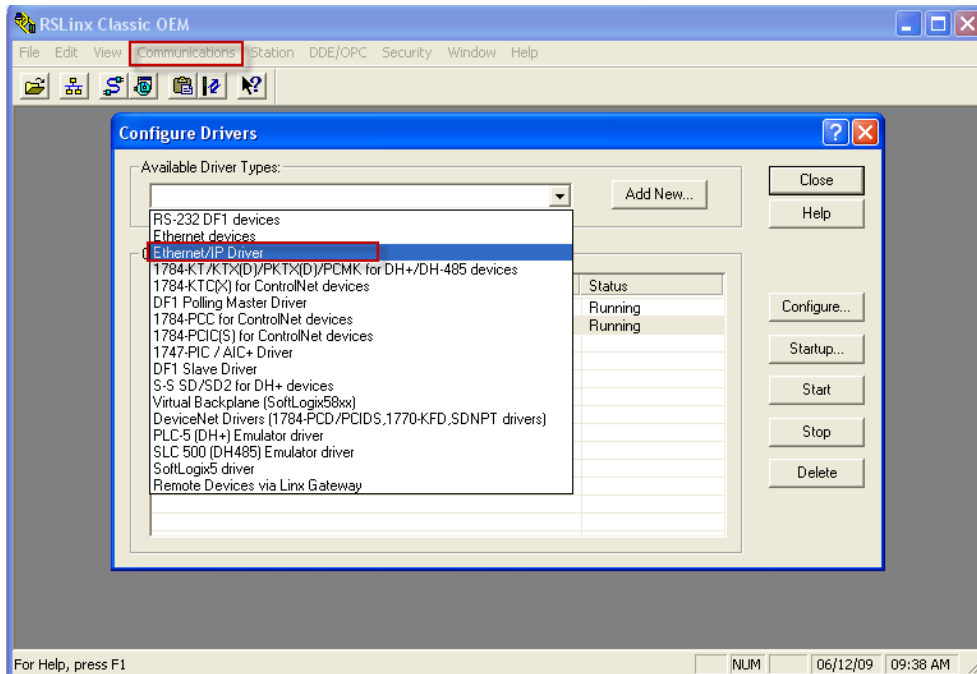 RSLinx Classic OEM
File Edit View Communications Station DDE/OPC Security Window Help
Configure Drivers
Available Driver Types:
Add New...
Close
Help
RS-232 DF1 devices
Ethernet devices
Ethernet/IP Driver
1784-KT/KTX(D)/PKTX(D)/PCMK for DH+/DH-485 devices
1784-KTC(X) for ControlNet devices
DF1 Polling Master Driver
1784-PCC for ControlNet devices
1784-PCIC(S) for ControlNet devices
1747-PIC / AIC+ Driver
DF1 Slave Driver
S-S SD/SD2 for DH+ devices
Virtual Backplane (SoftLogix58xx)
DeviceNet Drivers (1784-PCD/PCIDS,1770-KFD,SDNPT drivers)
PLC-5 (DH+) Emulator driver
SLC 500 (DH485) Emulator driver
SoftLogix5 driver
Remote Devices via Linx Gateway
Status
Running
Running
Configure...
Startup...
Start
Stop
Delete
For Help, press F1
NUM
06/12/09
09:38 AM